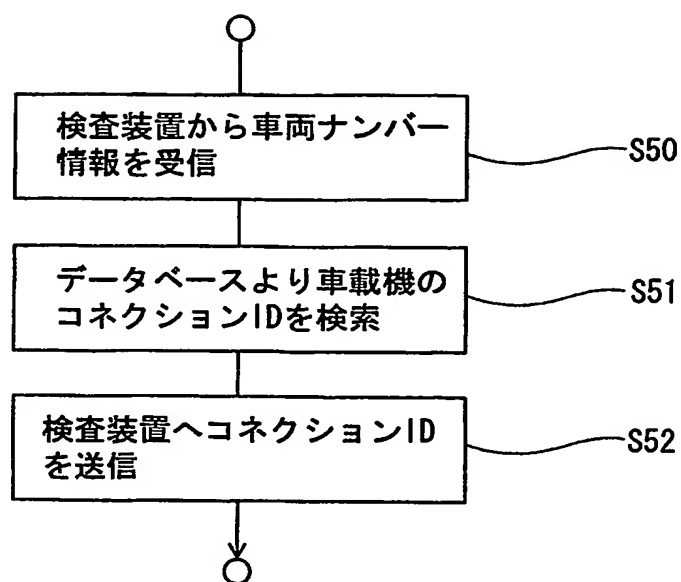 検査装置から車両ナンバー
情報を受信
S50
データベースより車載機の
コネクションIDを検索
S51
検査装置へコネクションID
を送信
S52